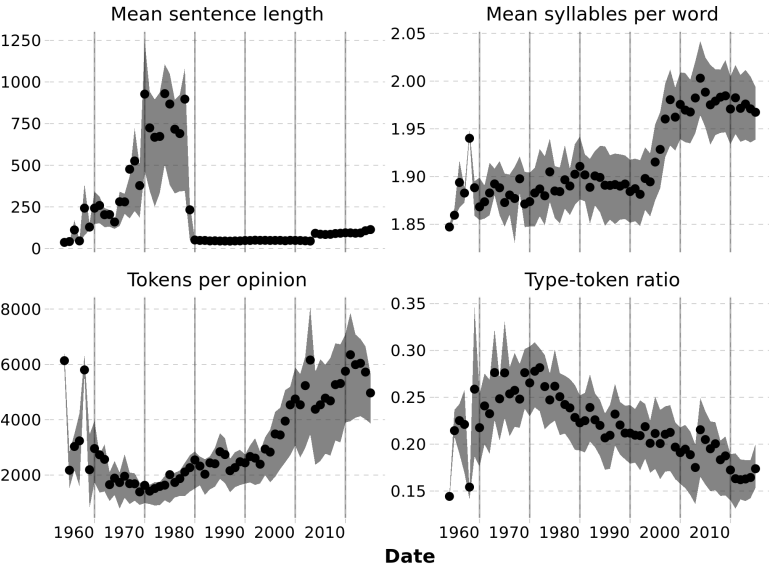 Mean sentence length
Mean syllables per word
1250
1000
750
500
250
0
2.05
2.00
1.95
1.90
1.85
Tokens per opinion
Type-token ratio
8000
6000
4000
2000
0.35
0.30
0.25
0.20
0.15
1960 1970 1980 1990 2000 2010
1960 1970 1980 1990 2000 2010
Date